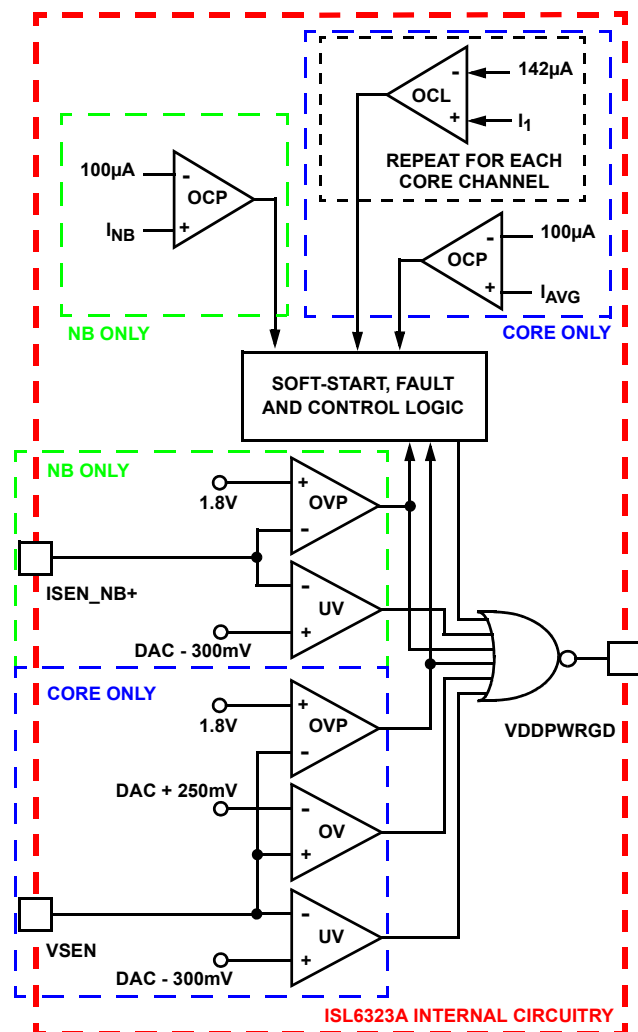 -
142µA
OCL
+
I1
REPEAT FOR EACH
CORE CHANNEL
100µA
-
OCP
INB
+
-
100µA
OCP
+
IAVG
NB ONLY
CORE ONLY
SOFT-START, FAULT
AND CONTROL LOGIC
NB ONLY
+
OVP
1.8V
-
ISEN_NB+
-
UV
DAC - 300mV
+
CORE ONLY
+
OVP
1.8V
-
VDDPWRGD
DAC + 250mV
-
OV
+
-
VSEN
UV
+
DAC - 300mV
ISL6323A INTERNAL CIRCUITRY